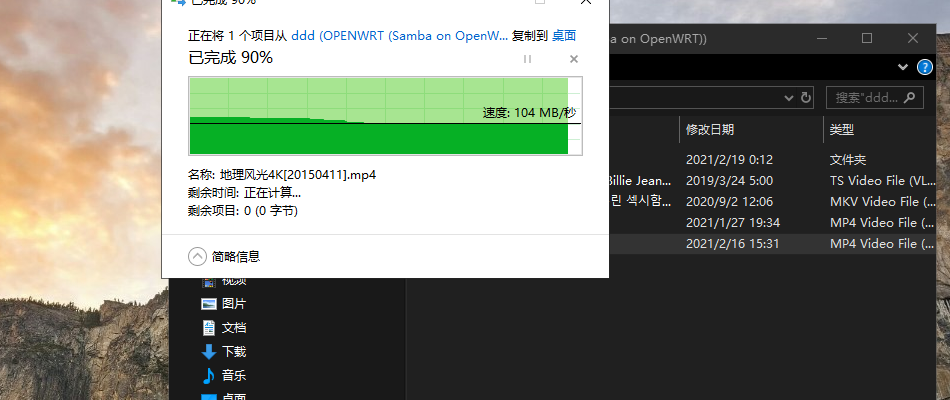 已完成 90%
正在将 1 个项目从 ddd (OPENWRT (Samba on OpenW... 复制到 桌面
已完成 90%
速度: 104 MB/秒
名称: 地理风光4K[20150411].mp4
剩余时间: 正在计算...
剩余项目: 0 (0 字节)
简略信息
a on OpenWRT))
搜索"ddd...
修改日期 类型
2021/2/19 0:12 文件夹
Billie Jean... 2019/3/24 5:00 TS Video File (VL...
린 섹시함... 2020/9/2 12:06 MKV Video File (...
2021/1/27 19:34 MP4 Video File (...
2021/2/16 15:31 MP4 Video File (...
视频
图片
文档
下载
音乐
桌面